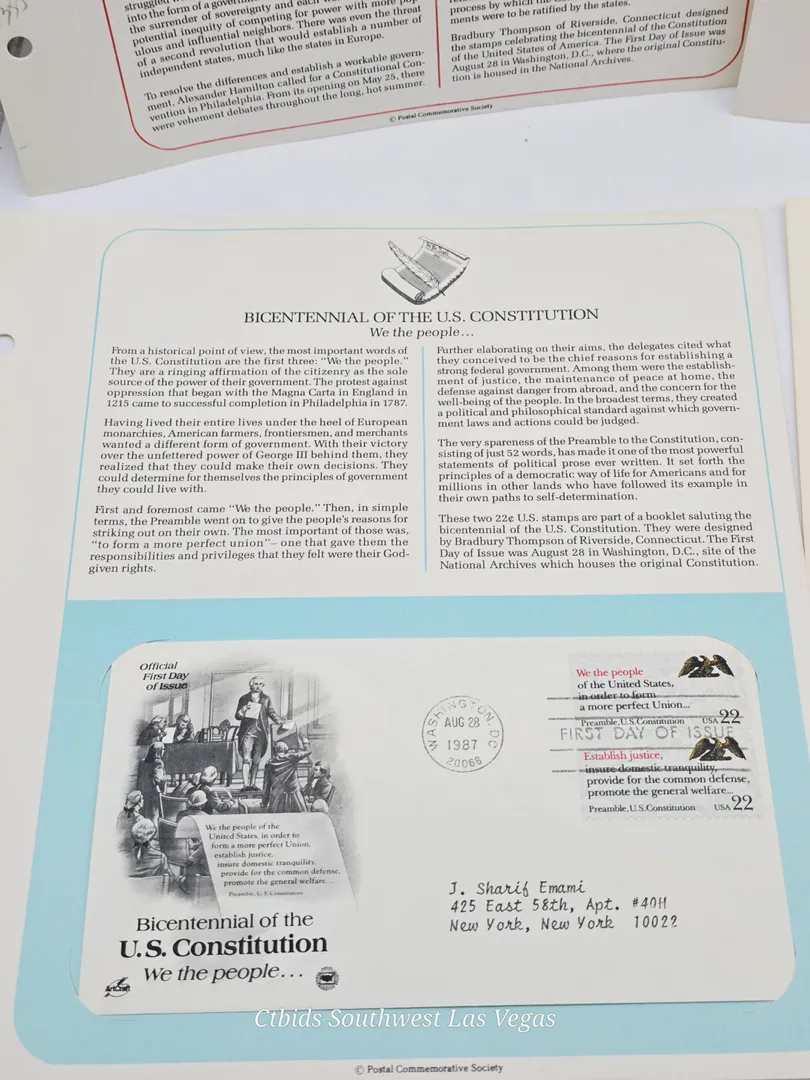 into the form of a govern
the surrender of sovereignty and each
potential inequity of competing for power with more pop-
ulous and influential neighbors. There was even the threat
of a second revolution that would establish a number of
independent states, much like the states in Europe.
To resolve the differences and establish a workable govern-
ment, Alexander Hamilton called for a Constitutional Con-
vention in Philadelphia. From its opening on May 25, there
were vehement debates throughout the long, hot summer.
process by which the
ments were to be ratified by the states.
Bradbury Thompson of Riverside, Connecticut designed
the stamps celebrating the bicentennial of the Constitution
of the United States of America. The First Day of Issue was
August 28 in Washington, D.C., where the original Constitu-
tion is housed in the National Archives.
© Postal Commemorative Society
BICENTENNIAL OF THE U.S. CONSTITUTION
We the people...
From a historical point of view, the most important words of
the U.S. Constitution are the first three: “We the people.”
They are a ringing affirmation of the citizenry as the sole
source of the power of their government. The protest against
oppression that began with the Magna Carta in England in
1215 came to successful completion in Philadelphia in 1787.
Having lived their entire lives under the heel of European
monarchies, American farmers, frontiersmen, and merchants
wanted a different form of government. With their victory
over the unfettered power of George III behind them, they
realized that they could make their own decisions. They
could determine for themselves the principles of government
they could live with.
First and foremost came “We the people.” Then, in simple
terms, the Preamble went on to give the people’s reasons for
striking out on their own. The most important of those was,
“to form a more perfect union”—one that gave them the
responsibilities and privileges that they felt were their God-
given rights.
Further elaborating on their aims, the delegates cited what
they conceived to be the chief reasons for establishing a
strong federal government. Among them were the establish-
ment of justice, the maintenance of peace at home, the
defense against danger from abroad, and the concern for the
well-being of the people. In the broadest terms, they created
a political and philosophical standard against which govern-
ment laws and actions could be judged.
The very spareness of the Preamble to the Constitution, con-
sisting of just 52 words, has made it one of the most powerful
statements of political prose ever written. It set forth the
principles of a democratic way of life for Americans and for
millions in other lands who have followed its example in
their own paths to self-determination.
These two 22¢ U.S. stamps are part of a booklet saluting the
bicentennial of the U.S. Constitution. They were designed
by Bradbury Thompson of Riverside, Connecticut. The First
Day of Issue was August 28 in Washington, D.C., site of the
National Archives which houses the original Constitution.
Official
First Day
of Issue
We the people of the
United States, in order to
form a more perfect Union,
establish justice,
insure domestic tranquility,
provide for the common defense,
promote the general welfare...
Preamble, U.S. Constitution
Bicentennial of the
U.S. Constitution
We the people...
ArtCraft
WASHINGTON, DC
AUG 28
1987
20066
We the people
of the United States,
in order to form
a more perfect Union...
Preamble, U.S. Constitution USA 22
FIRST DAY OF ISSUE
Establish justice,
insure domestic tranquility,
provide for the common defense,
promote the general welfare...
Preamble, U.S. Constitution USA 22
J. Sharif Emami
425 East 58th, Apt. #40H
New York, New York 10022
Ctbids Southwest Las Vegas
© Postal Commemorative Society